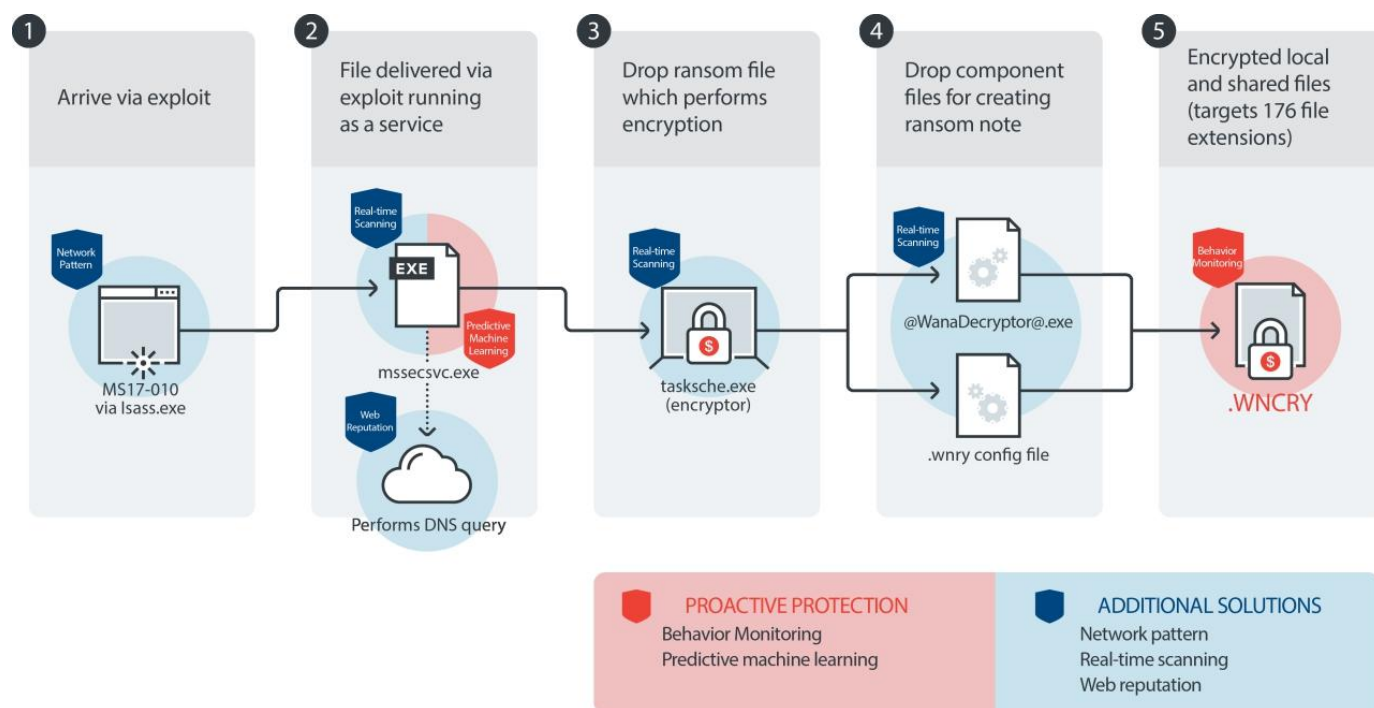 1
Arrive via exploit
Network
Pattern
MS17-010
via lsass.exe
2
File delivered via
exploit running
as a service
Real-time
Scanning
EXE
Predictive
Machine
Learning
mssecsvc.exe
Web
Reputation
Performs DNS query
3
Drop ransom file
which performs
encryption
Real-time
Scanning
$
tasksche.exe
(encryptor)
4
Drop component
files for creating
ransom note
Real-time
Scanning
@WanaDecryptor@.exe
.wnry config file
5
Encrypted local
and shared files
(targets 176 file
extensions)
Behavior
Monitoring
$
.WNCRY
PROACTIVE PROTECTION
Behavior Monitoring
Predictive machine learning
ADDITIONAL SOLUTIONS
Network pattern
Real-time scanning
Web reputation